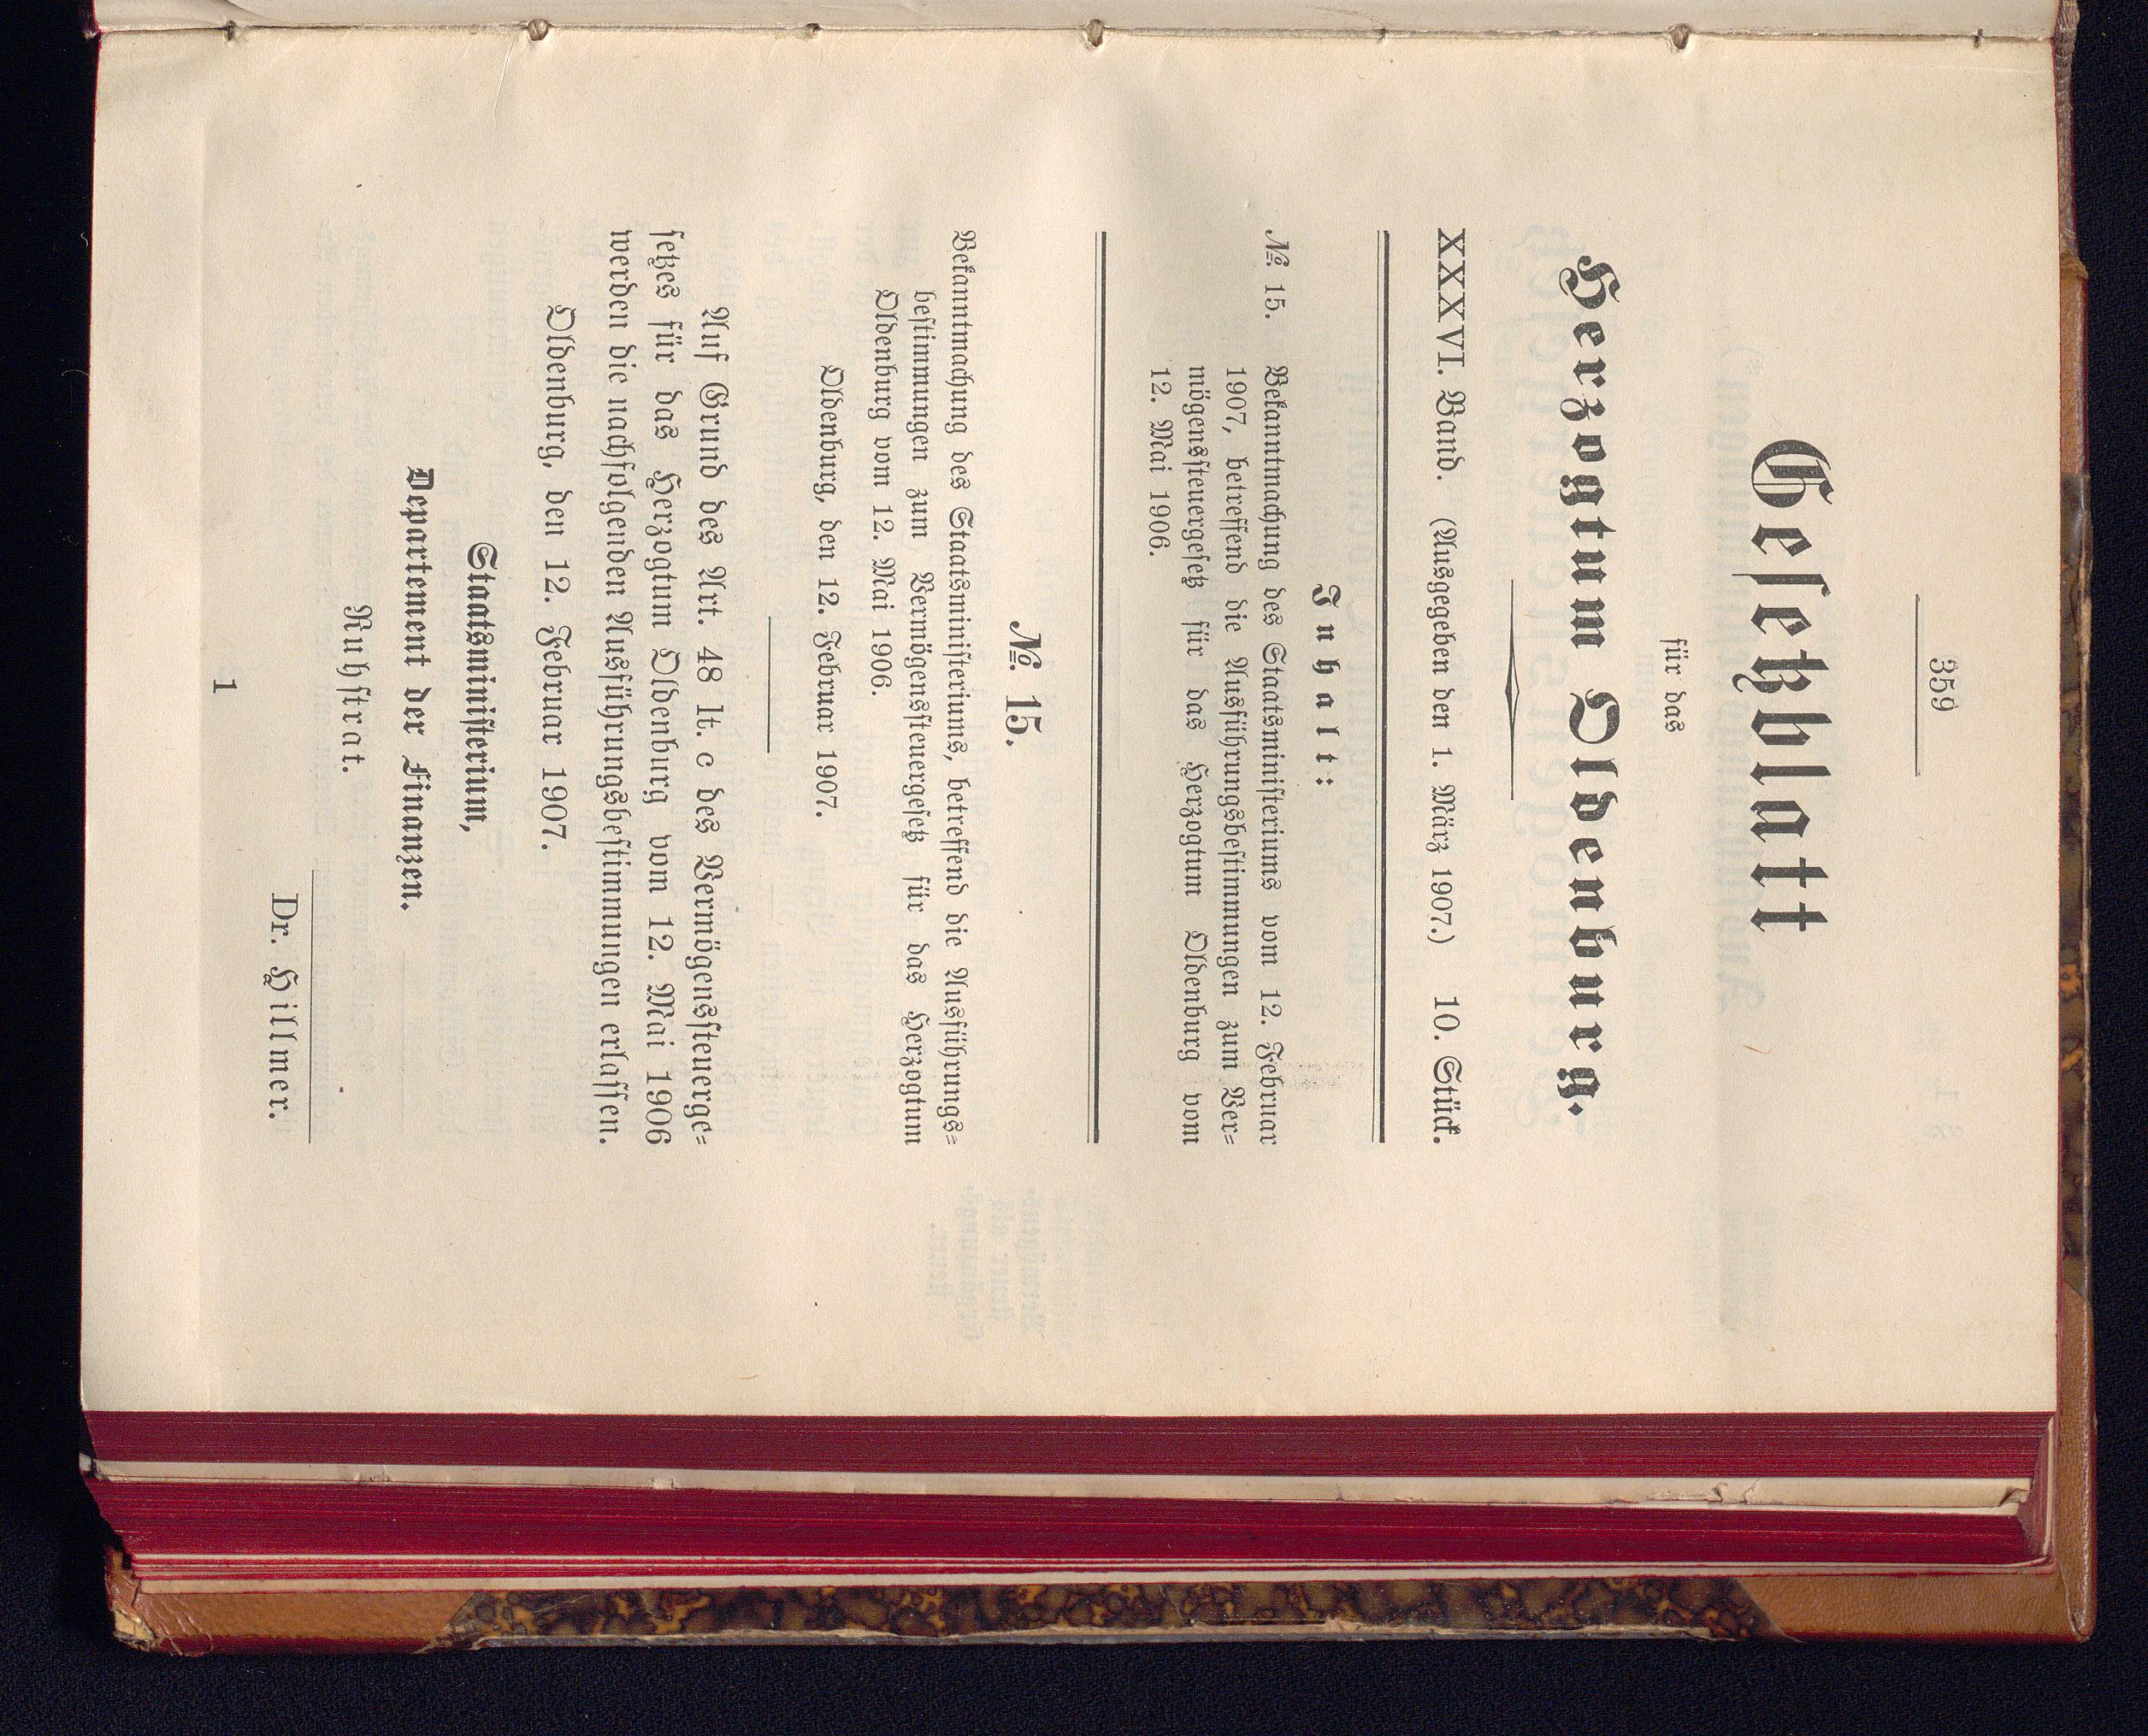 359
Gesetzblatt
für das
Herzogtum Oldenburg.
XXXVI. Band. (Ausgegeben den 1. März 1907.) 10. Stück.
Inhalt:
№ 15. Bekanntmachung des Staatsministeriums vom 12. Februar
1907, betreffend die Ausführungsbestimmungen zum Ver-
mögenssteuergesetz für das Herzogtum Oldenburg vom
12. Mai 1906.
№. 15.
Bekanntmachung des Staatsministeriums, betreffend die Ausführungs-
bestimmungen zum Vermögenssteuergesetz für das Herzogtum
Oldenburg vom 12. Mai 1906.
Oldenburg, den 12. Februar 1907.
Auf Grund des Art. 48 lt. c des Vermögenssteuerge-
setzes für das Herzogtum Oldenburg vom 12. Mai 1906
werden die nachfolgenden Ausführungsbestimmungen erlassen.
Oldenburg, den 12. Februar 1907.
Staatsministerium,
Departement der Finanzen.
Ruhstrat.
Dr. Hillmer.
1